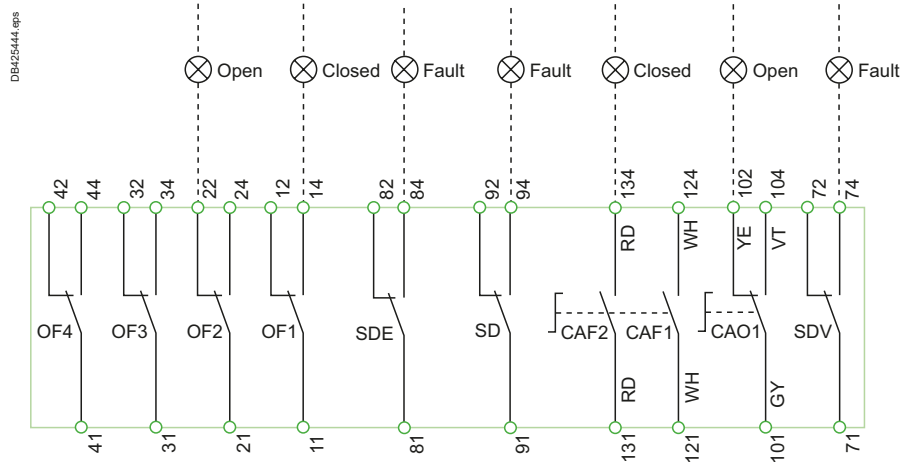 DB425444.eps
Open Closed Fault Fault Closed Open Fault
42 44 32 34 22 24 12 14 82 84 92 94 134 124 102 104 72 74
RD WH YE VT
OF4 OF3 OF2 OF1 SDE SD CAF2 CAF1 CAO1 SDV
RD WH GY
41 31 21 11 81 91 131 121 101 71